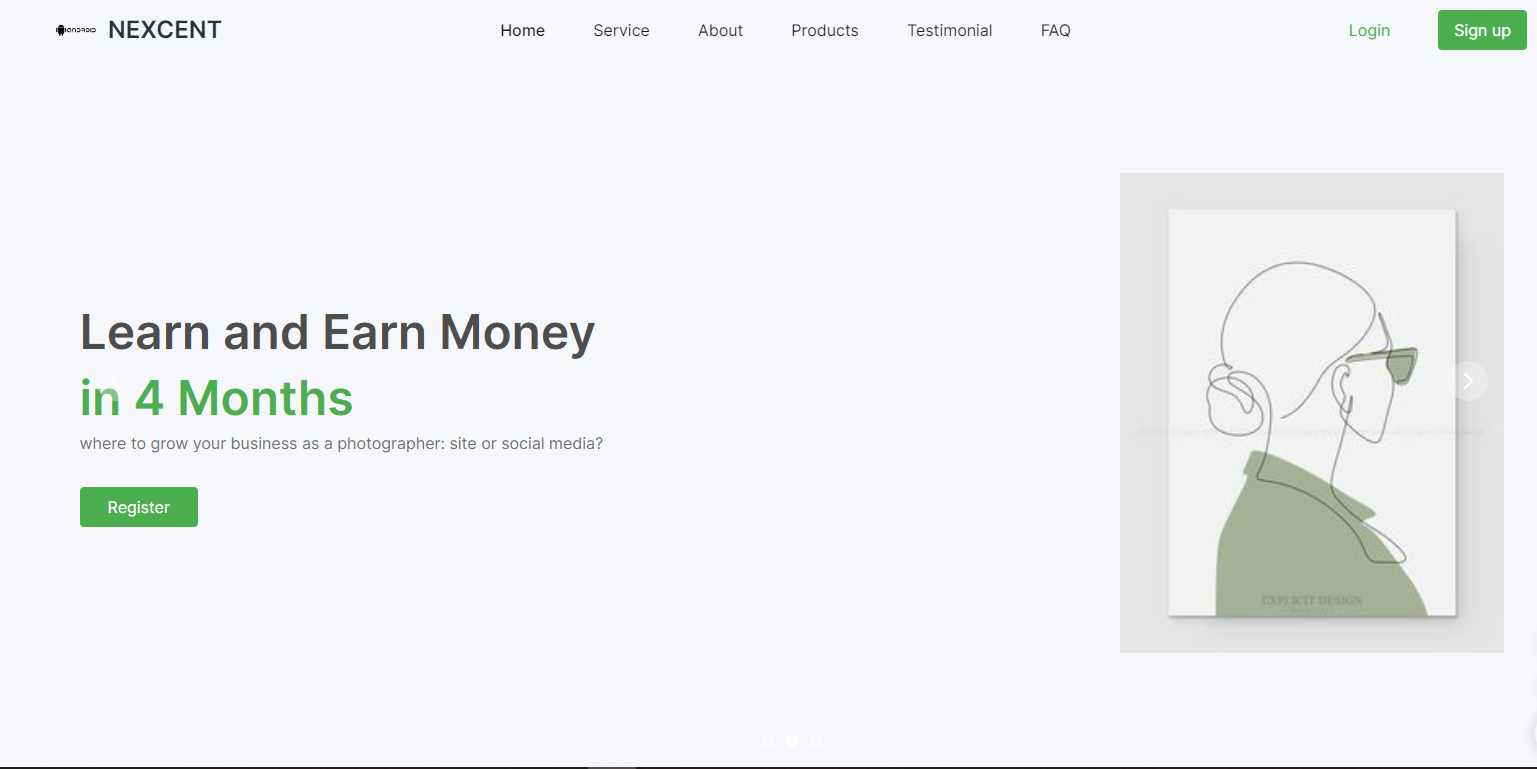 android NEXCENT
Home Service About Products Testimonial FAQ
Login Sign up
Learn and Earn Money
in 4 Months
where to grow your business as a photographer: site or social media?
Register
EXPLICIT DESIGN